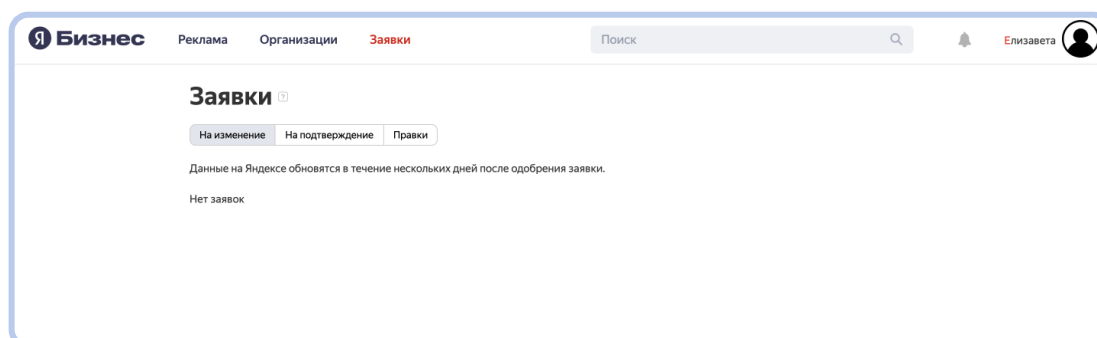 Я Бизнес Реклама Организации Заявки Поиск Елизавета
Заявки ?
На изменение На подтверждение Правки
Данные на Яндексе обновятся в течение нескольких дней после одобрения заявки.
Нет заявок